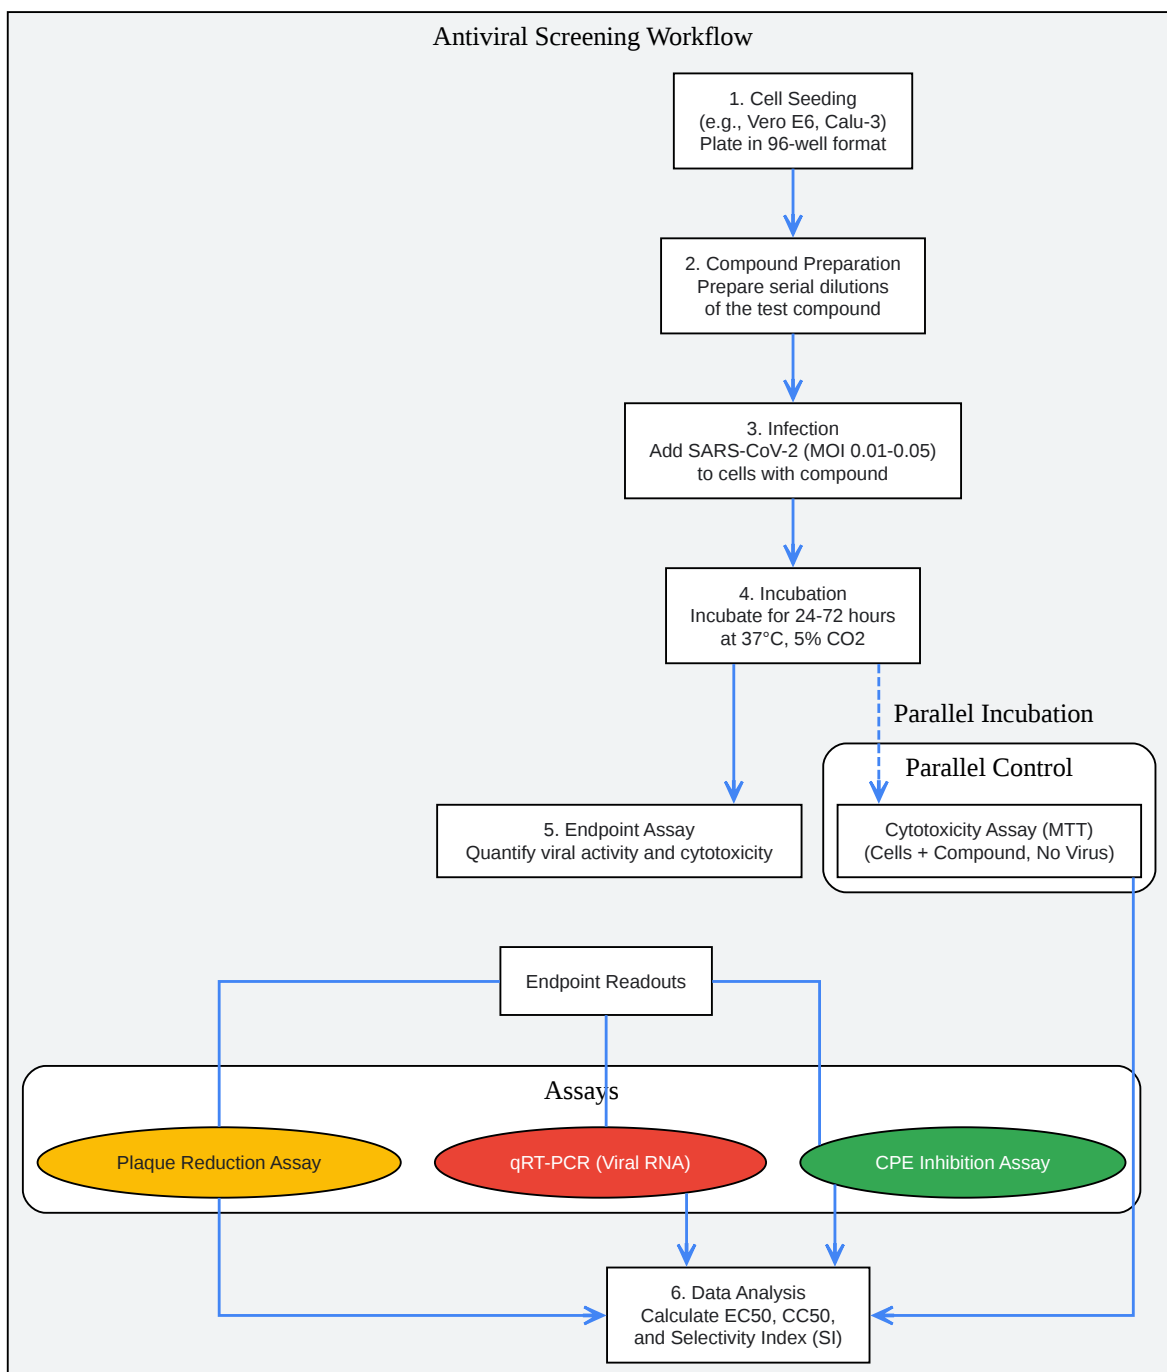 Antiviral Screening Workflow
1. Cell Seeding
(e.g., Vero E6, Calu-3)
Plate in 96-well format
2. Compound Preparation
Prepare serial dilutions
of the test compound
3. Infection
Add SARS-CoV-2 (MOI 0.01-0.05)
to cells with compound
4. Incubation
Incubate for 24-72 hours
at 37°C, 5% CO2
Parallel Incubation
Parallel Control
5. Endpoint Assay
Quantify viral activity and cytotoxicity
Cytotoxicity Assay (MTT)
(Cells + Compound, No Virus)
Endpoint Readouts
Assays
Plaque Reduction Assay
qRT-PCR (Viral RNA)
CPE Inhibition Assay
6. Data Analysis
Calculate EC50, CC50,
and Selectivity Index (SI)